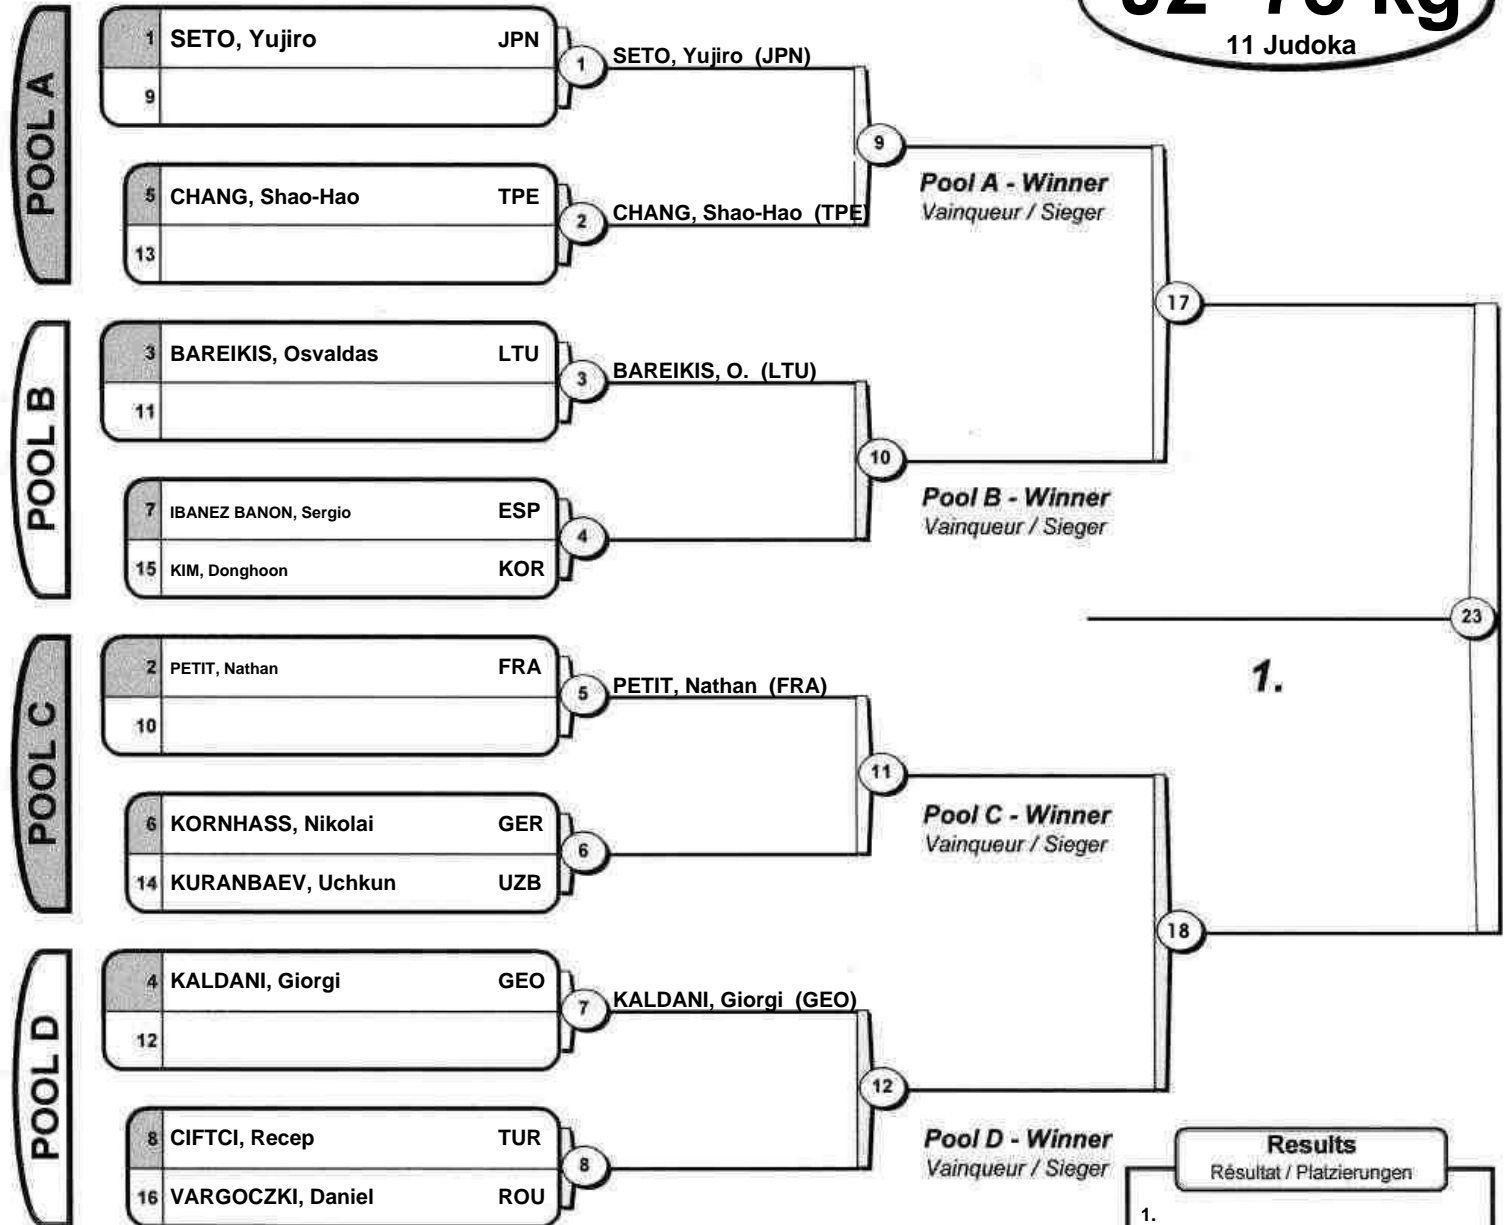 11 Judoka
POOL A
1 SETO, Yujiro JPN
9
1
SETO, Yujiro (JPN)
5 CHANG, Shao-Hao TPE
13
2
CHANG, Shao-Hao (TPE)
9
Pool A - Winner
Vainqueur / Sieger
POOL B
3 BAREIKIS, Osvaldas LTU
11
3
BAREIKIS, O. (LTU)
7 IBANEZ BANON, Sergio ESP
15 KIM, Donghoon KOR
4
10
Pool B - Winner
Vainqueur / Sieger
17
POOL C
2 PETIT, Nathan FRA
10
5
PETIT, Nathan (FRA)
6 KORNHASS, Nikolai GER
14 KURANBAEV, Uchkun UZB
6
11
Pool C - Winner
Vainqueur / Sieger
23
1.
POOL D
4 KALDANI, Giorgi GEO
12
7
KALDANI, Giorgi (GEO)
8 CIFTCI, Recep TUR
16 VARGOCZKI, Daniel ROU
8
12
Pool D - Winner
Vainqueur / Sieger
18
Results
Résultat / Platzierungen
1.